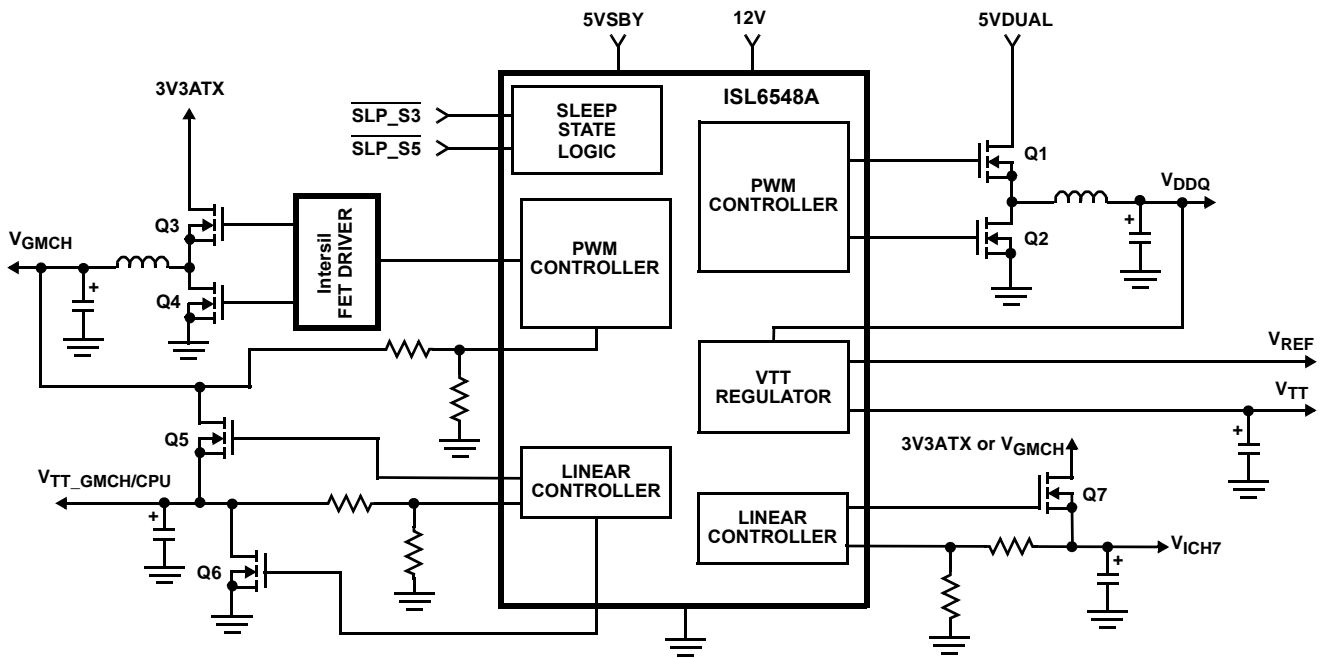 5VSBY
12V
5VDUAL
3V3ATX
SLP_S3
SLP_S5
SLEEP
STATE
LOGIC
ISL6548A
PWM
CONTROLLER
Q1
Q2
VDDQ
+
Q3
Q4
VGMCH
+
Intersil
FET DRIVER
PWM
CONTROLLER
VTT
REGULATOR
VREF
VTT
+
Q5
VTT_GMCH/CPU
+
Q6
LINEAR
CONTROLLER
LINEAR
CONTROLLER
3V3ATX or VGMCH
Q7
VICH7
+